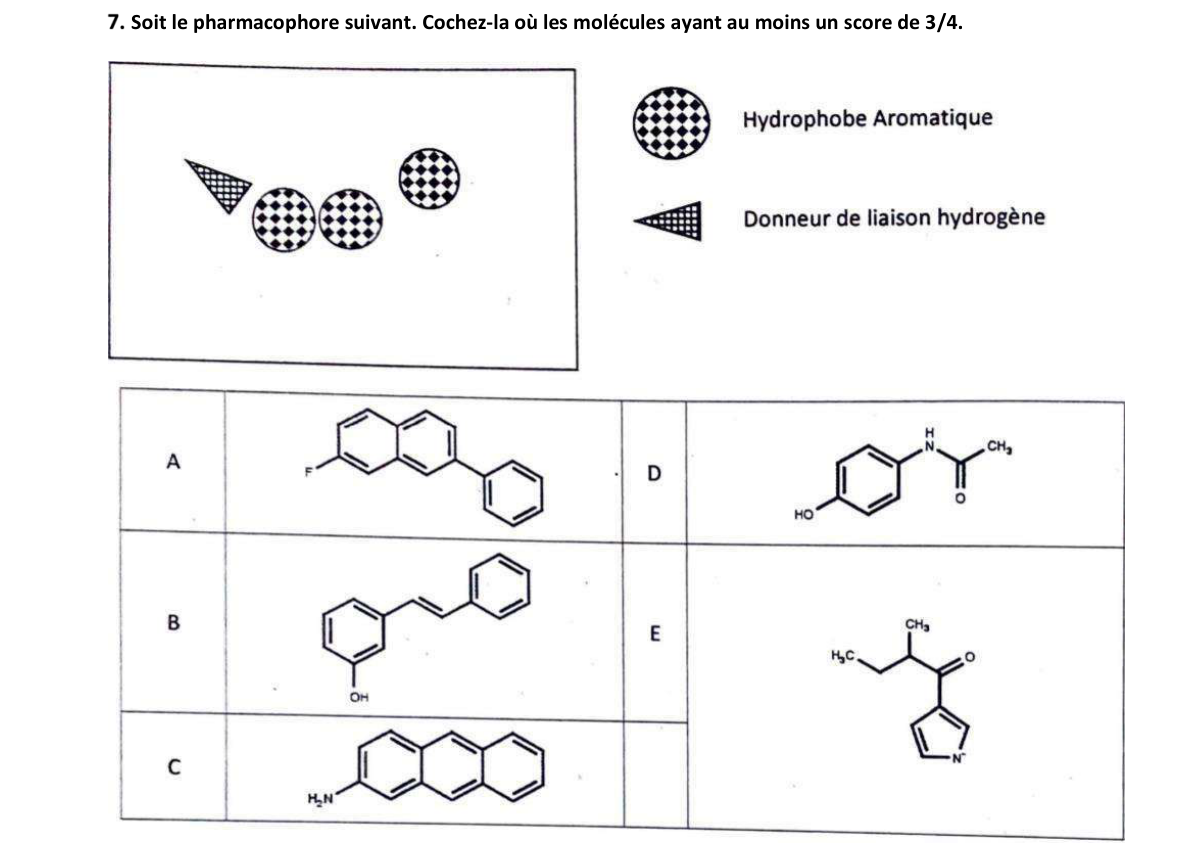 7. Soit le pharmacophore suivant. Cochez-la où les molécules ayant au moins un score de 3/4.
Hydrophobe Aromatique
Donneur de liaison hydrogène
A
F
D
H
N
CH₃
O
HO
B
OH
E
CH₃
H₃C
O
N⁻
C
H₂N